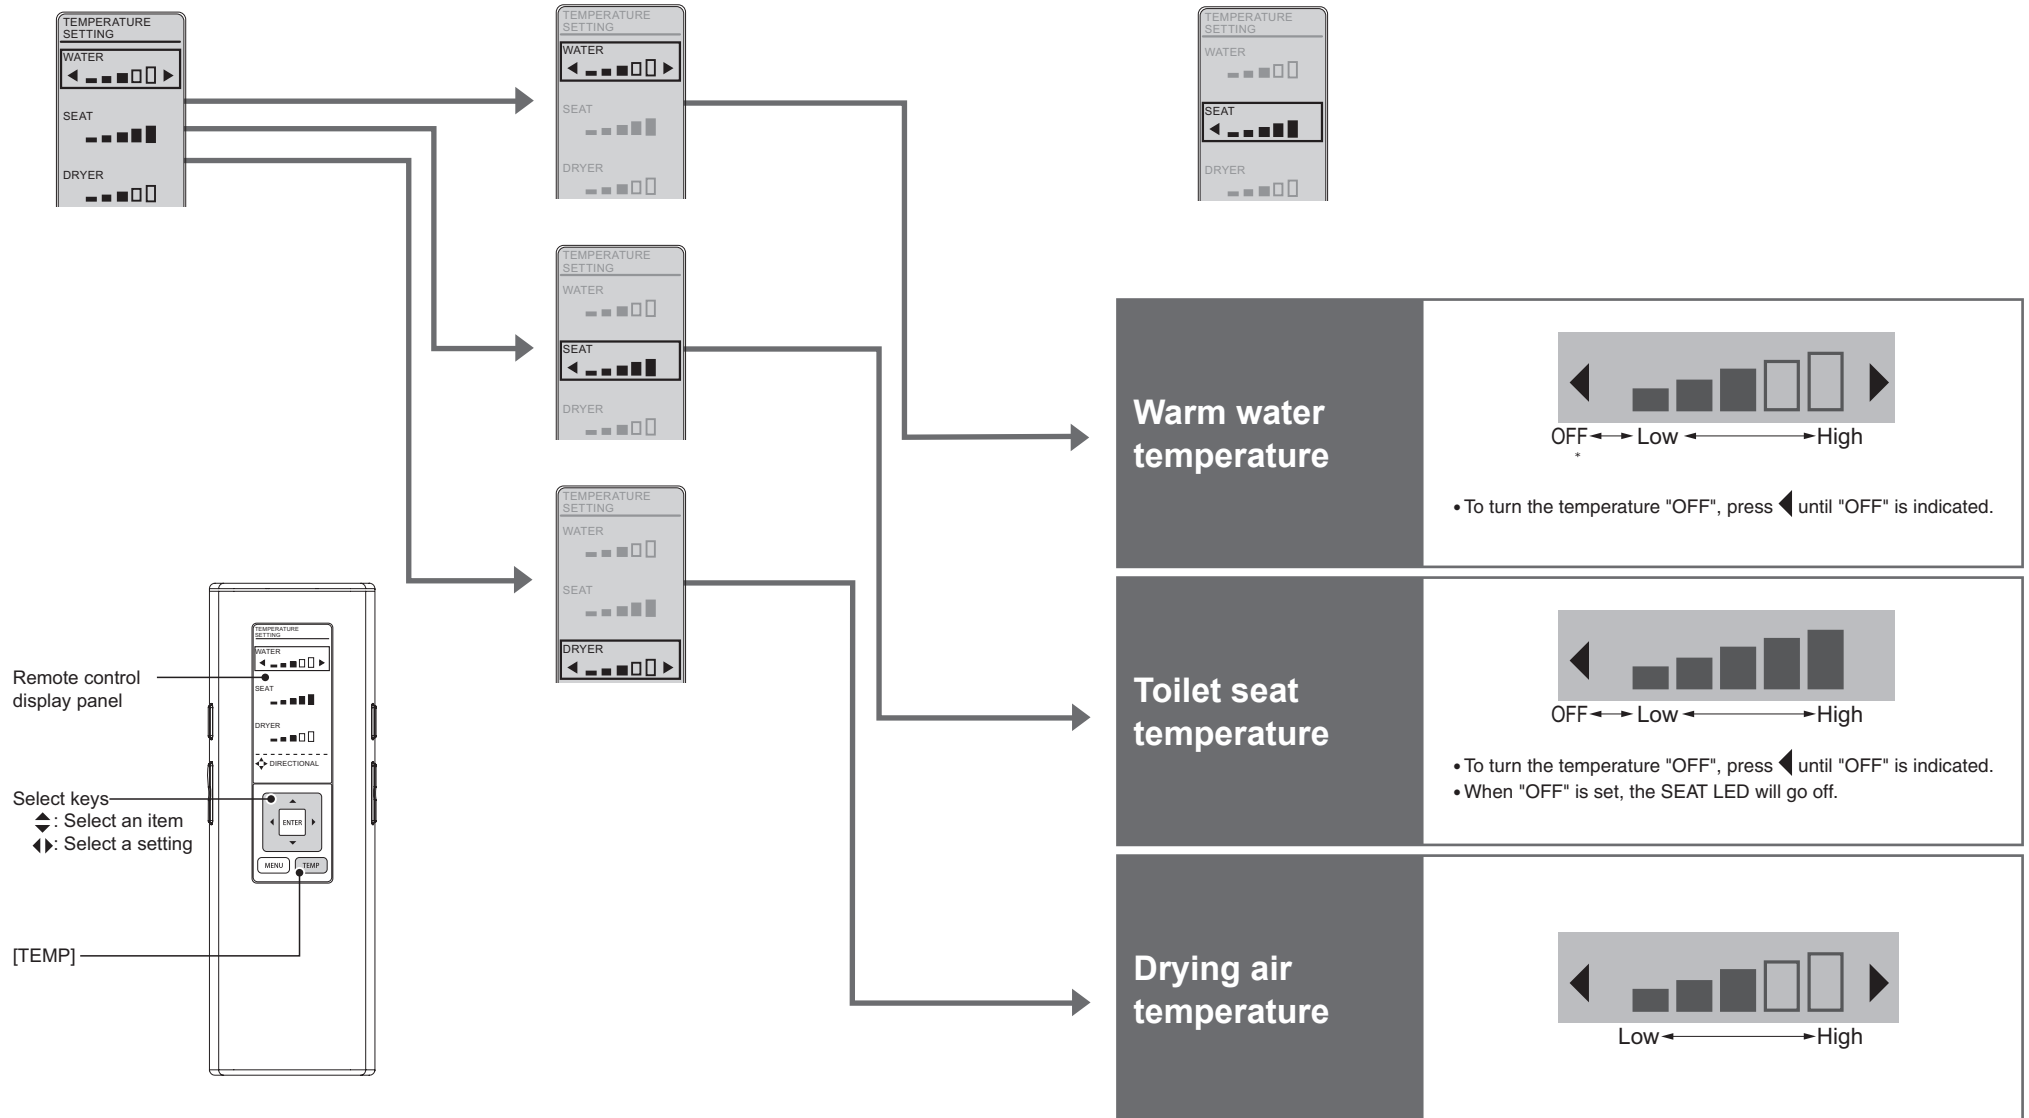 TEMPERATURE
SETTING
WATER
SEAT
DRYER
TEMPERATURE
SETTING
WATER
SEAT
DRYER
TEMPERATURE
SETTING
WATER
SEAT
DRYER
TEMPERATURE
SETTING
WATER
SEAT
DRYER
TEMPERATURE
SETTING
WATER
SEAT
DRYER
Remote control
display panel
Select keys
: Select an item
: Select a setting
[TEMP]
TEMPERATURE
SETTING
WATER
SEAT
DRYER
DIRECTIONAL
ENTER
MENU TEMP
Warm water
temperature
OFF Low High
*
• To turn the temperature "OFF", press ◀ until "OFF" is indicated.
Toilet seat
temperature
OFF Low High
• To turn the temperature "OFF", press ◀ until "OFF" is indicated.
• When "OFF" is set, the SEAT LED will go off.
Drying air
temperature
Low High